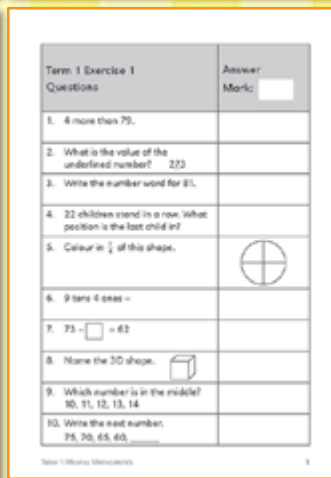 Term 1 Exercise 1
Questions
Answer
Mark:
1. 4 more than 79.
2. What is the value of the
underlined number? 273
3. Write the number word for 81.
4. 22 children stand in a row. What
position is the last child in?
5. Colour in of this shape.
6. 9 tens 4 ones =
7. 73 - = 62
8. Name the 3D shape.
9. Which number is in the middle?
10, 11, 12, 13, 14
10. Write the next number.
75, 70, 65, 60, _____
Term 1 Mental Mathematics
1